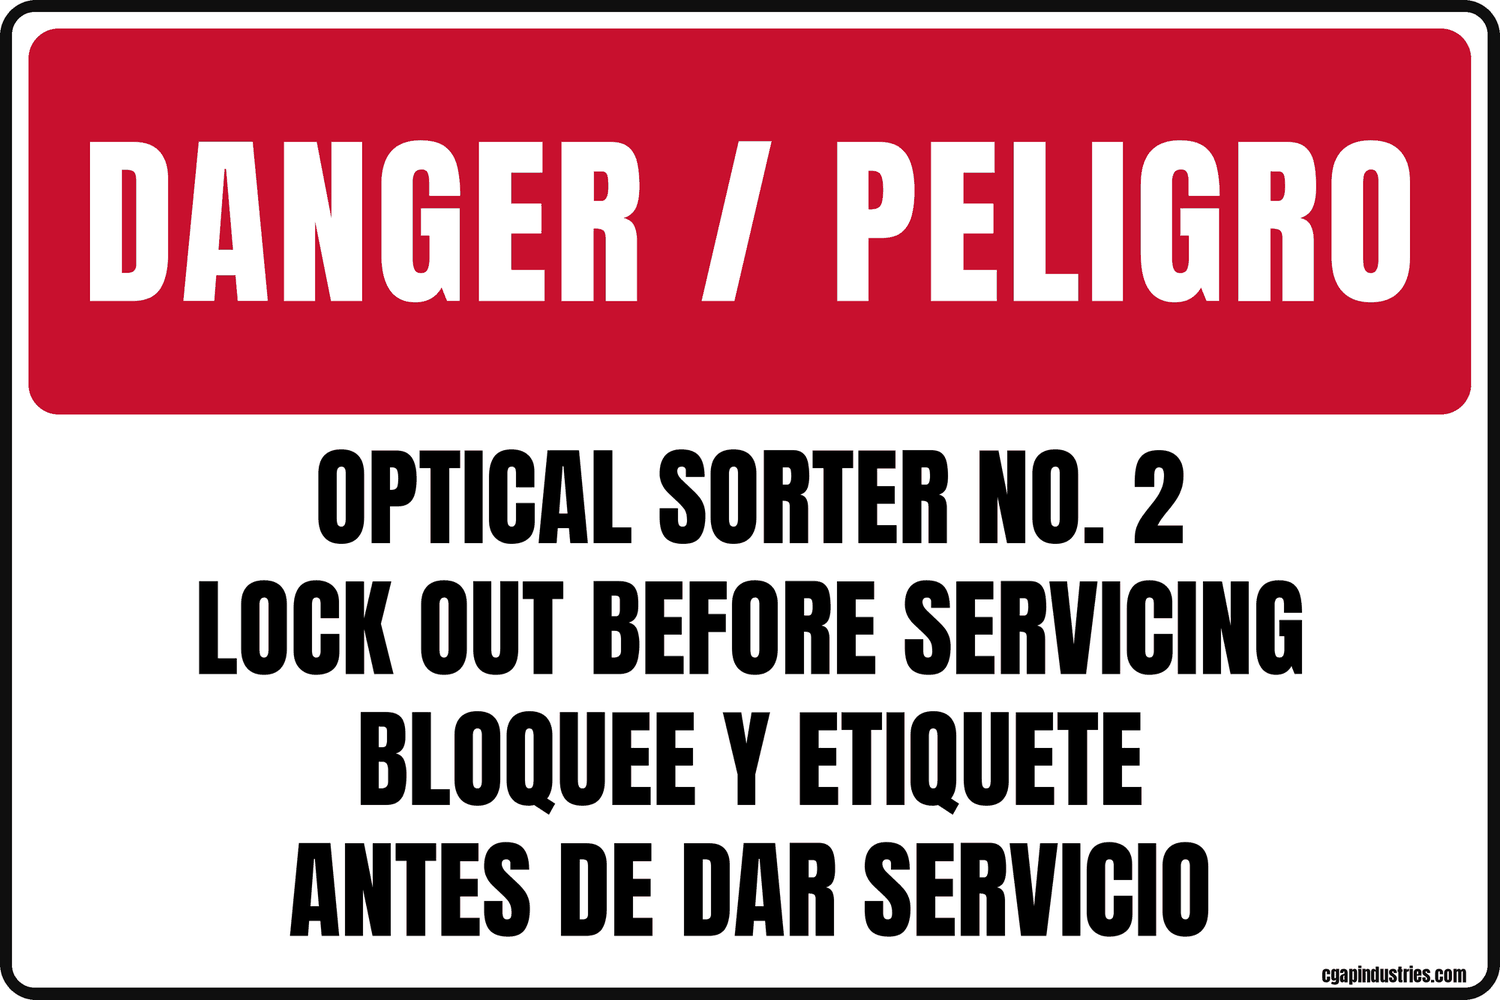 DANGER / PELIGRO
OPTICAL SORTER NO. 2
LOCK OUT BEFORE SERVICING
BLOQUEE Y ETIQUETE
ANTES DE DAR SERVICIO
cgapindustries.com